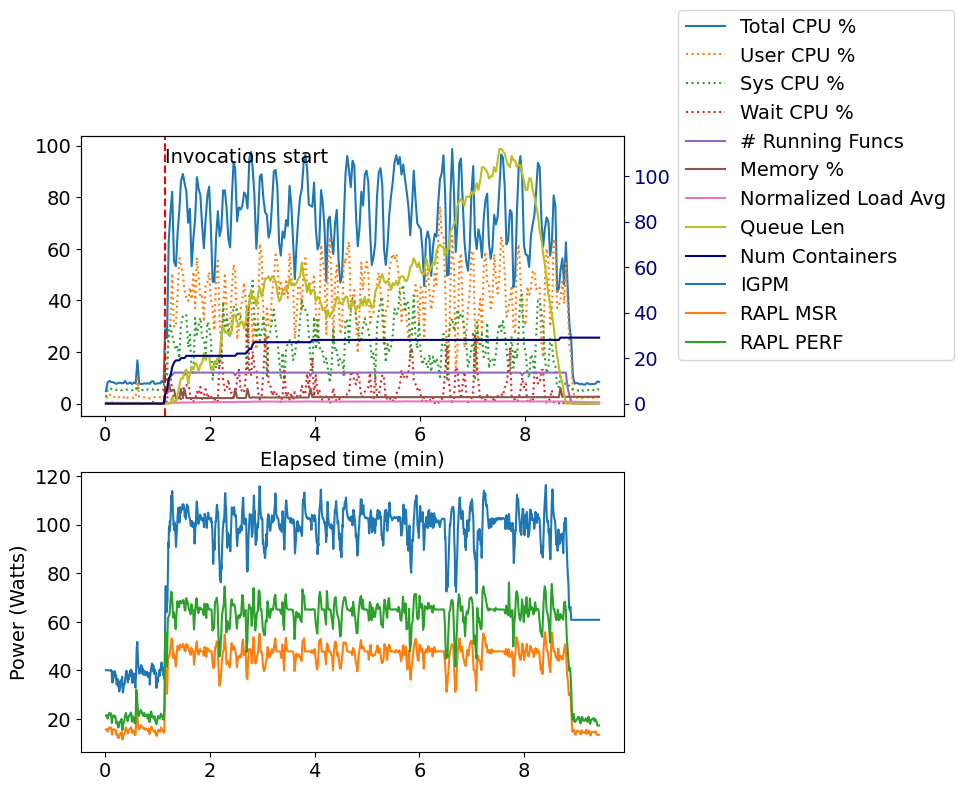 Total CPU %
User CPU %
Sys CPU %
Wait CPU %
# Running Funcs
Memory %
Normalized Load Avg
Queue Len
Num Containers
IGPM
RAPL MSR
RAPL PERF
Invocations start
100
80
60
40
20
0
100
80
60
40
20
0
0 2 4 6 8
Elapsed time (min)
120
100
80
60
40
20
Power (Watts)
0 2 4 6 8